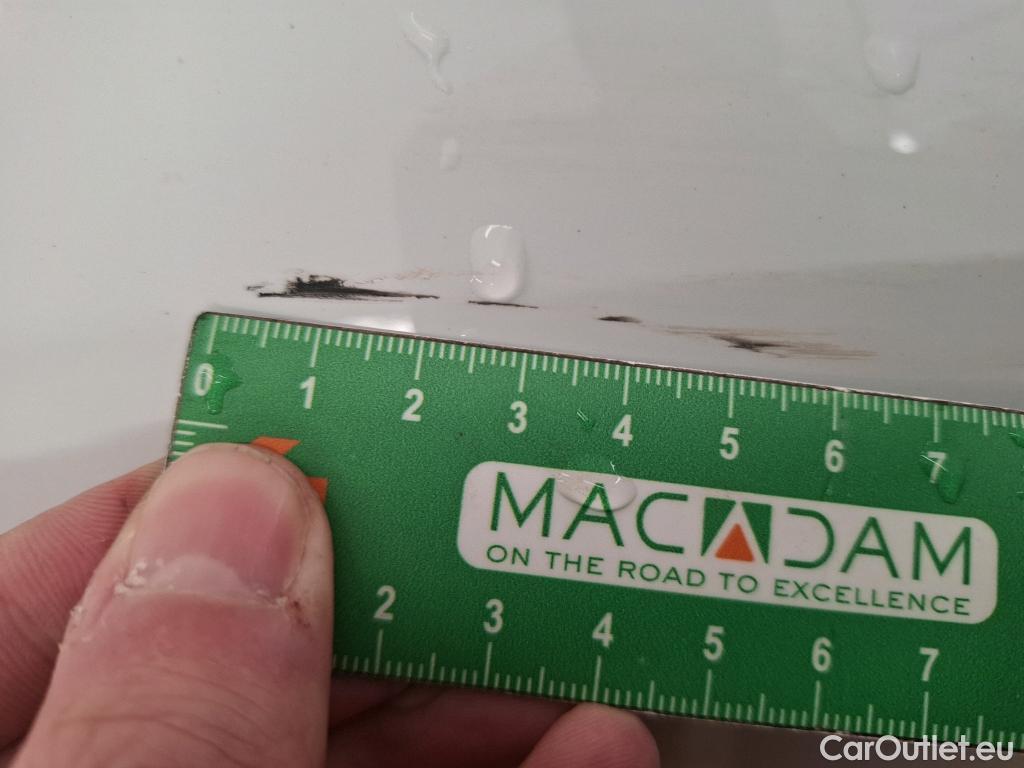 0 1 2 3 4 5 6 7
MACADAM
ON THE ROAD TO EXCELLENCE
2 3 4 5 6 7
CarOutlet.eu